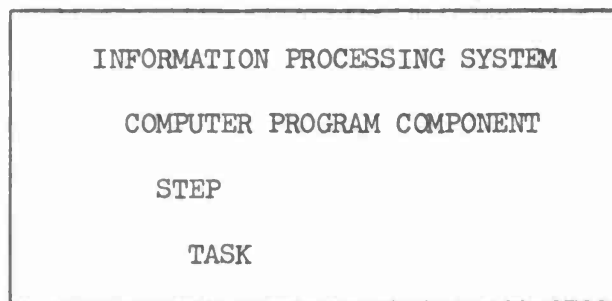 INFORMATION PROCESSING SYSTEM
COMPUTER PROGRAM COMPONENT
STEP
TASK